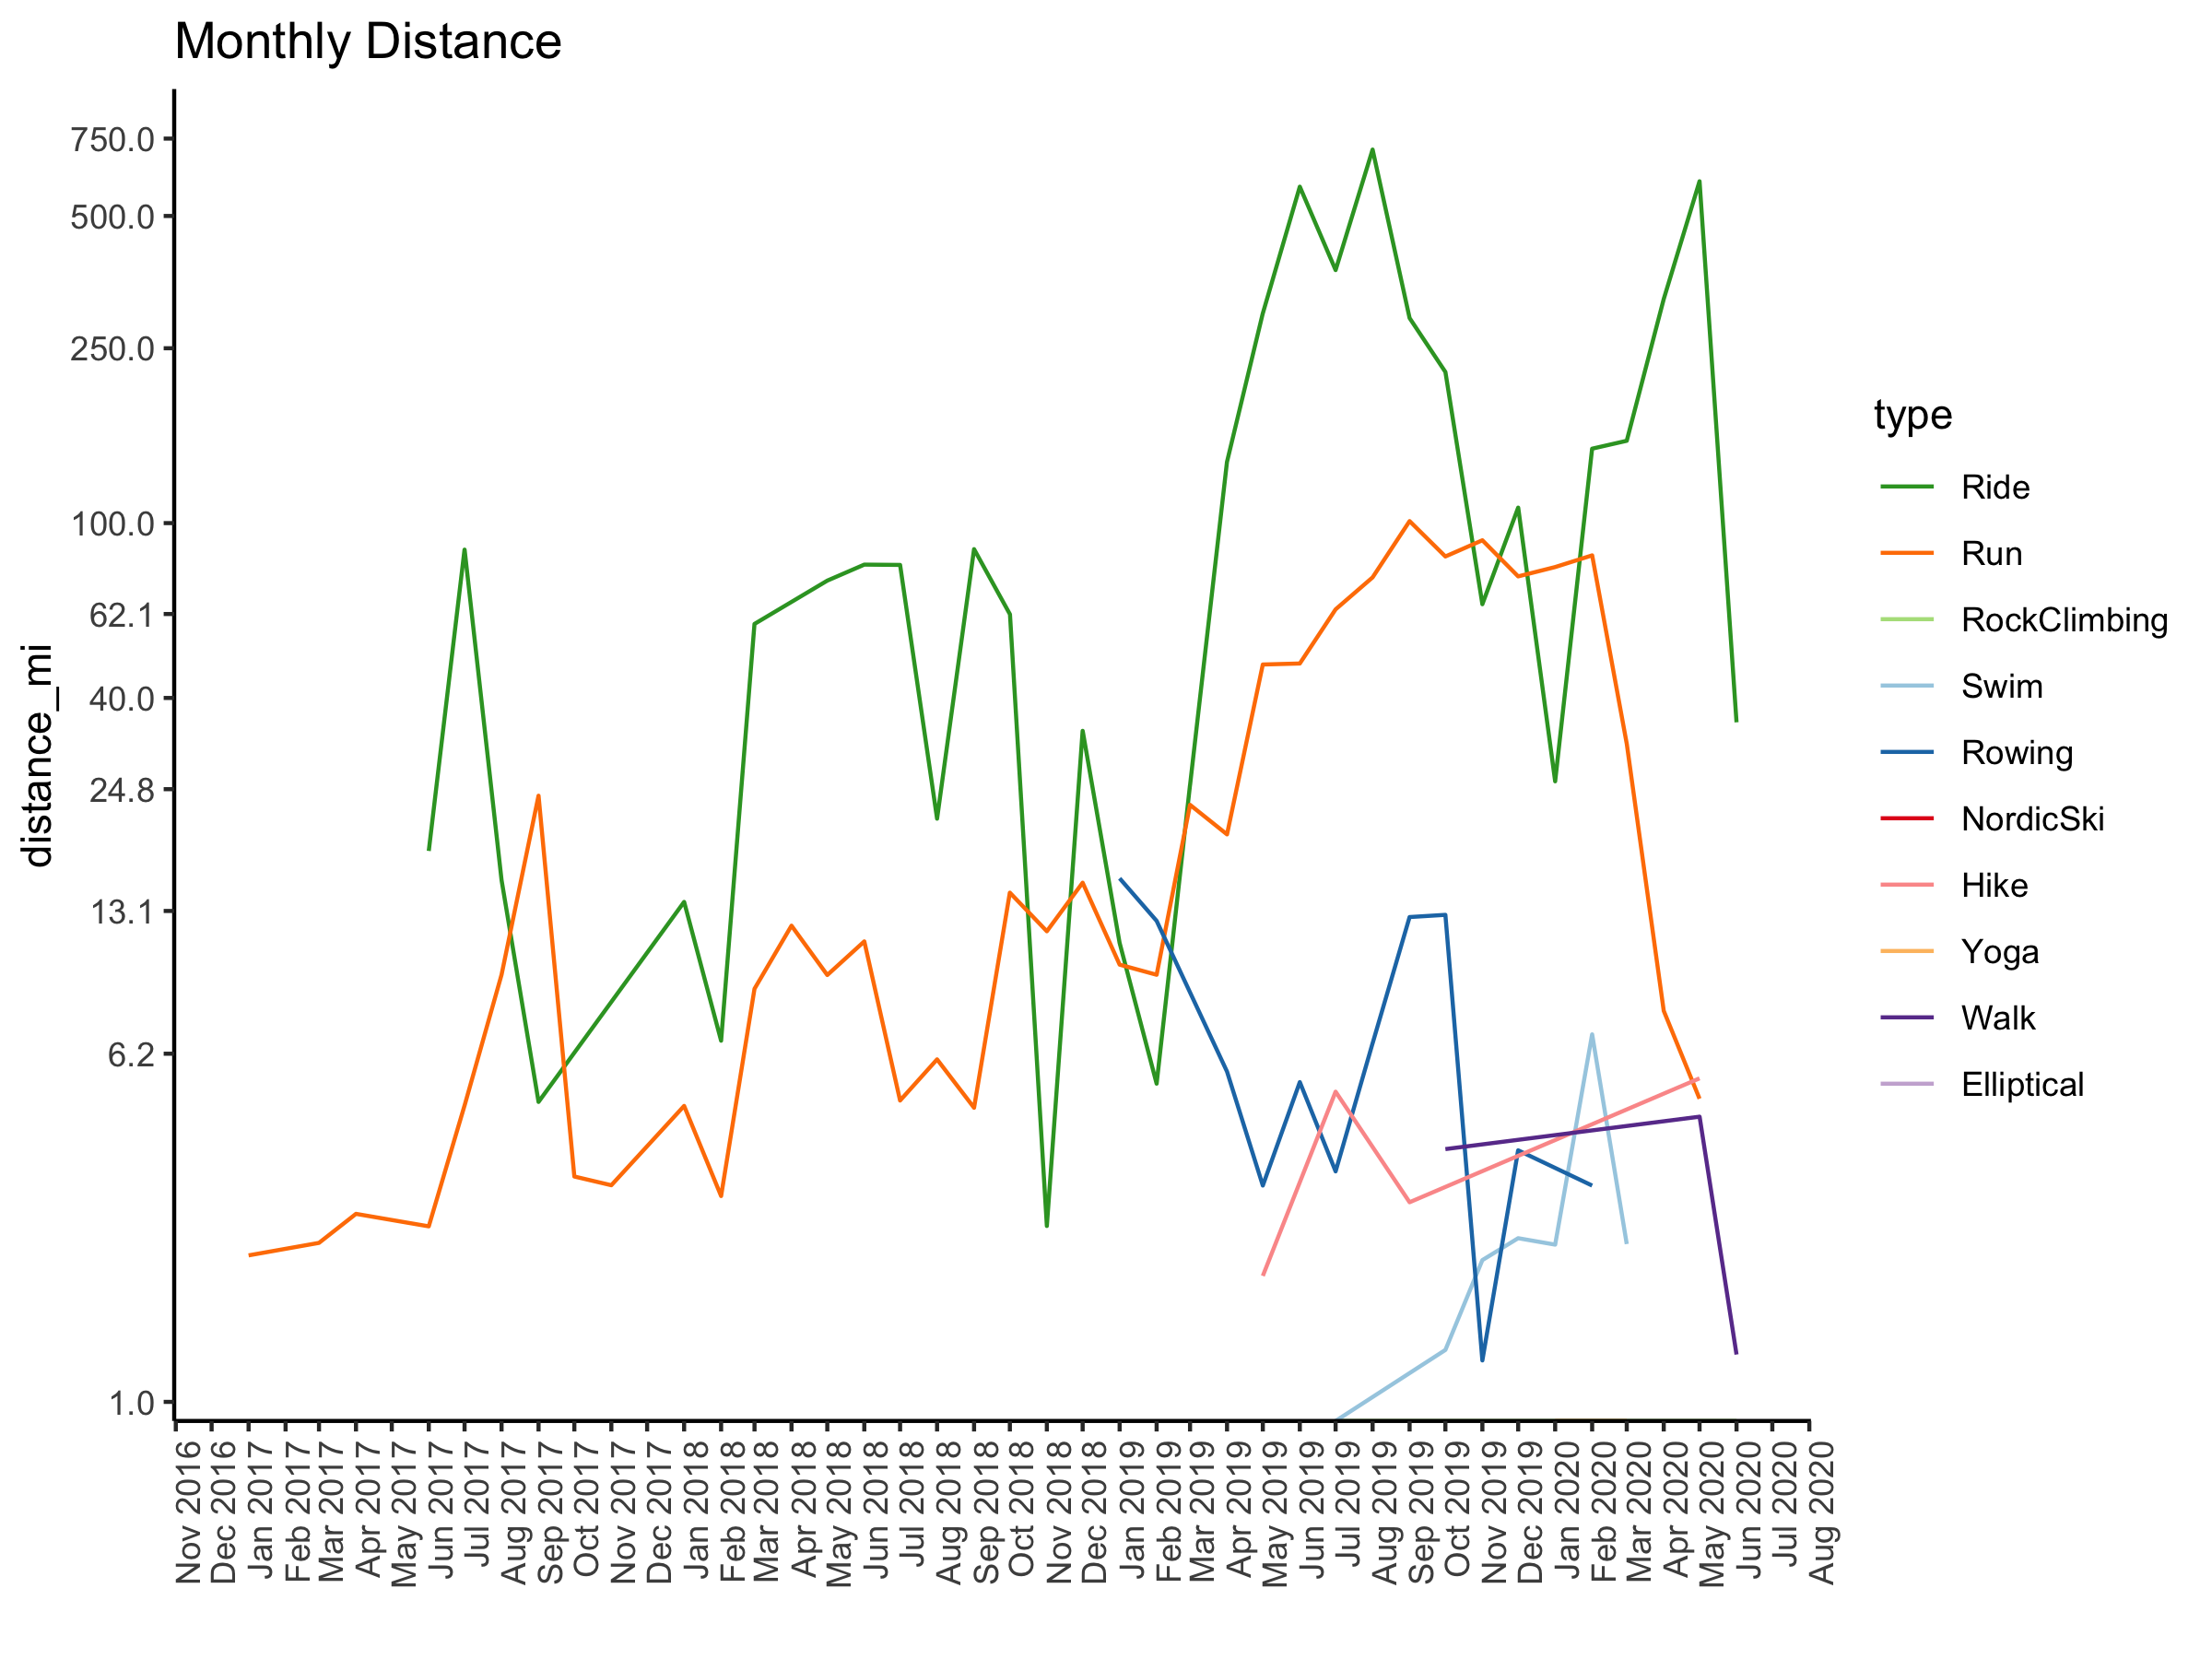 Monthly Distance
750.0
500.0
250.0
100.0
62.1
40.0
24.8
13.1
6.2
1.0
distance_mi
Nov 2016
Dec 2016
Jan 2017
Feb 2017
Mar 2017
Apr 2017
May 2017
Jun 2017
Jul 2017
Aug 2017
Sep 2017
Oct 2017
Nov 2017
Dec 2017
Jan 2018
Feb 2018
Mar 2018
Apr 2018
May 2018
Jun 2018
Jul 2018
Aug 2018
Sep 2018
Oct 2018
Nov 2018
Dec 2018
Jan 2019
Feb 2019
Mar 2019
Apr 2019
May 2019
Jun 2019
Jul 2019
Aug 2019
Sep 2019
Oct 2019
Nov 2019
Dec 2019
Jan 2020
Feb 2020
Mar 2020
Apr 2020
May 2020
Jun 2020
Jul 2020
Aug 2020
type
Ride
Run
RockClimbing
Swim
Rowing
NordicSki
Hike
Yoga
Walk
Elliptical